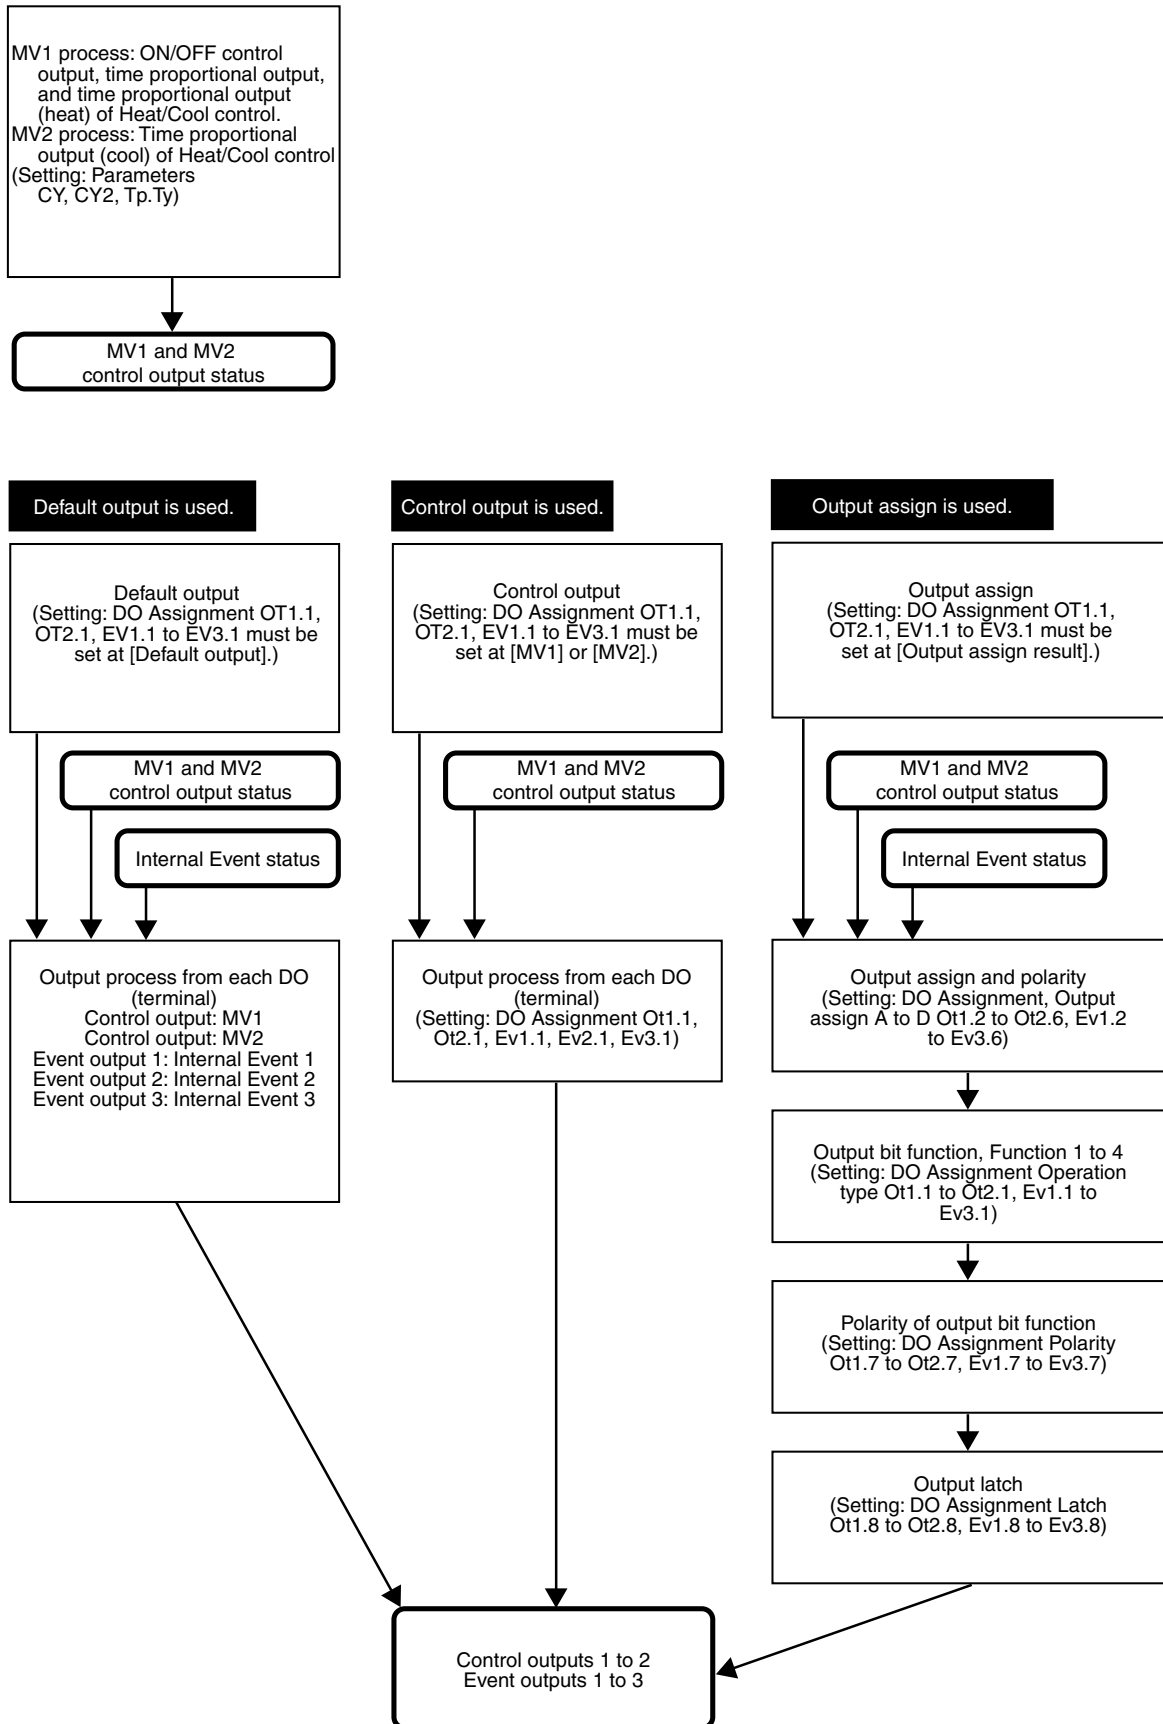 MV1 process: ON/OFF control
output, time proportional output,
and time proportional output
(heat) of Heat/Cool control.
MV2 process: Time proportional
output (cool) of Heat/Cool control
(Setting: Parameters
CY, CY2, Tp.Ty)
MV1 and MV2
control output status
Default output is used.
Default output
(Setting: DO Assignment OT1.1,
OT2.1, EV1.1 to EV3.1 must be
set at [Default output].)
MV1 and MV2
control output status
Internal Event status
Output process from each DO
(terminal)
Control output: MV1
Control output: MV2
Event output 1: Internal Event 1
Event output 2: Internal Event 2
Event output 3: Internal Event 3
Control output is used.
Control output
(Setting: DO Assignment OT1.1,
OT2.1, EV1.1 to EV3.1 must be
set at [MV1] or [MV2].)
MV1 and MV2
control output status
Output process from each DO
(terminal)
(Setting: DO Assignment Ot1.1,
Ot2.1, Ev1.1, Ev2.1, Ev3.1)
Output assign is used.
Output assign
(Setting: DO Assignment OT1.1,
OT2.1, EV1.1 to EV3.1 must be
set at [Output assign result].)
MV1 and MV2
control output status
Internal Event status
Output assign and polarity
(Setting: DO Assignment, Output
assign A to D Ot1.2 to Ot2.6, Ev1.2
to Ev3.6)
Output bit function, Function 1 to 4
(Setting: DO Assignment Operation
type Ot1.1 to Ot2.1, Ev1.1 to
Ev3.1)
Polarity of output bit function
(Setting: DO Assignment Polarity
Ot1.7 to Ot2.7, Ev1.7 to Ev3.7)
Output latch
(Setting: DO Assignment Latch
Ot1.8 to Ot2.8, Ev1.8 to Ev3.8)
Control outputs 1 to 2
Event outputs 1 to 3